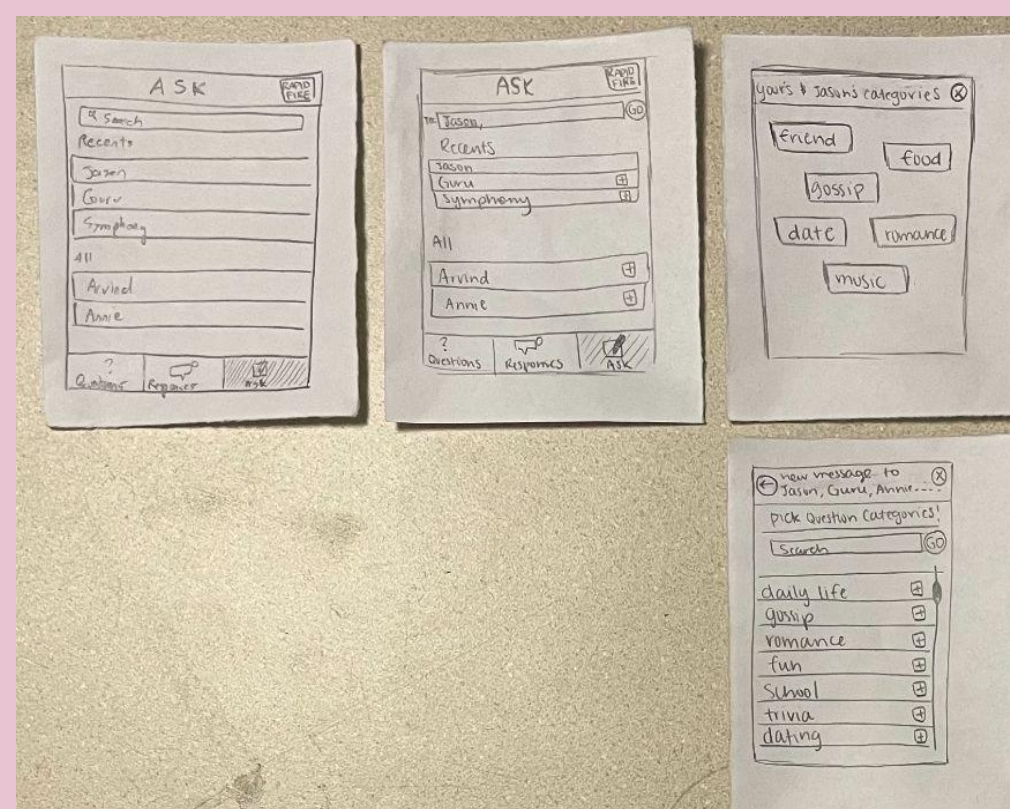 ASK
RAPID
FIRE
Search
Recents
Jason
Guru
Symphony
All
Arvind
Annie
?
Questions
Responses
Ask
ASK
RAPID
FIRE
TO: Jason,
GO
Recents
Jason
Guru
Symphony
All
Arvind
Annie
?
Questions
Responses
ASK
your's & Jason's categories
friend
food
gossip
date
romance
music
new message to
Jason, Guru, Annie....
pick Question Categories!
Search
GO
daily life
gossip
romance
fun
school
trivia
dating